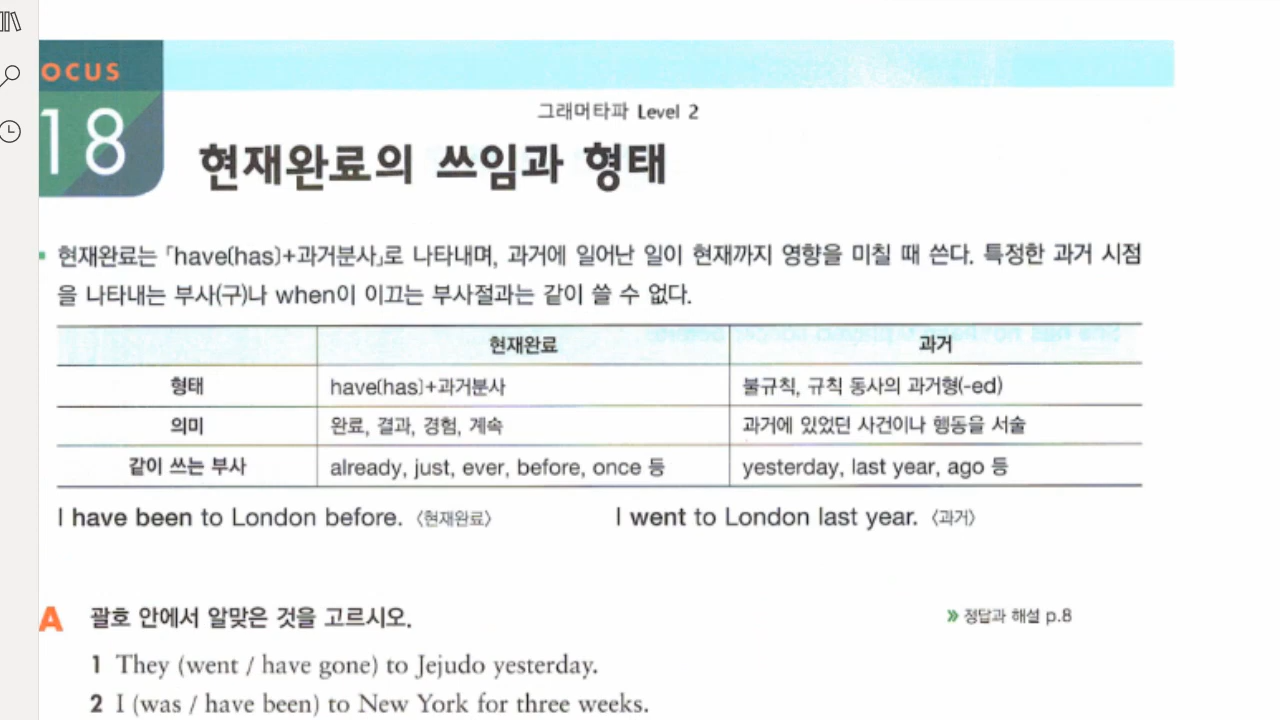 OCUS
18
그래머타파 Level 2
현재완료의 쓰임과 형태
현재완료는 「have(has)+과거분사」로 나타내며, 과거에 일어난 일이 현재까지 영향을 미칠 때 쓴다. 특정한 과거 시점
을 나타내는 부사(구)나 when이 이끄는 부사절과는 같이 쓸 수 없다.
현재완료 과거
형태 have(has)+과거분사 불규칙, 규칙 동사의 과거형(-ed)
의미 완료, 결과, 경험, 계속 과거에 있었던 사건이나 행동을 서술
같이 쓰는 부사 already, just, ever, before, once 등 yesterday, last year, ago 등
I have been to London before. 〈현재완료〉 I went to London last year. 〈과거〉
A 괄호 안에서 알맞은 것을 고르시오. » 정답과 해설 p.8
1 They (went / have gone) to Jejudo yesterday.
2 I (was / have been) to New York for three weeks.